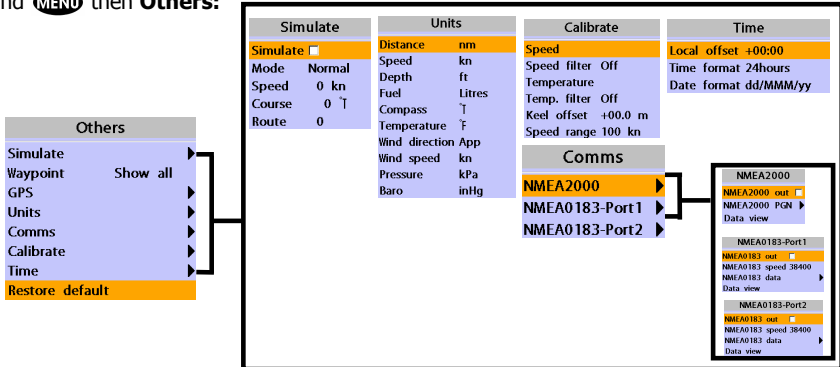 nd MENU then Others:
Others
Simulate
Waypoint Show all
GPS
Units
Comms
Calibrate
Time
Restore default
Simulate
Simulate
Mode Normal
Speed 0 kn
Course 0 °T
Route 0
Units
Distance nm
Speed kn
Depth ft
Fuel Litres
Compass °T
Temperature °F
Wind direction App
Wind speed kn
Pressure kPa
Baro inHg
Calibrate
Speed
Speed filter Off
Temperature
Temp. filter Off
Keel offset +00.0 m
Speed range 100 kn
Time
Local offset +00:00
Time format 24hours
Date format dd/MMM/yy
Comms
NMEA2000
NMEA0183-Port1
NMEA0183-Port2
NMEA2000
NMEA2000 out
NMEA2000 PGN
Data view
NMEA0183-Port1
NMEA0183 out
NMEA0183 speed 38400
NMEA0183 data
Data view
NMEA0183-Port2
NMEA0183 out
NMEA0183 speed 38400
NMEA0183 data
Data view